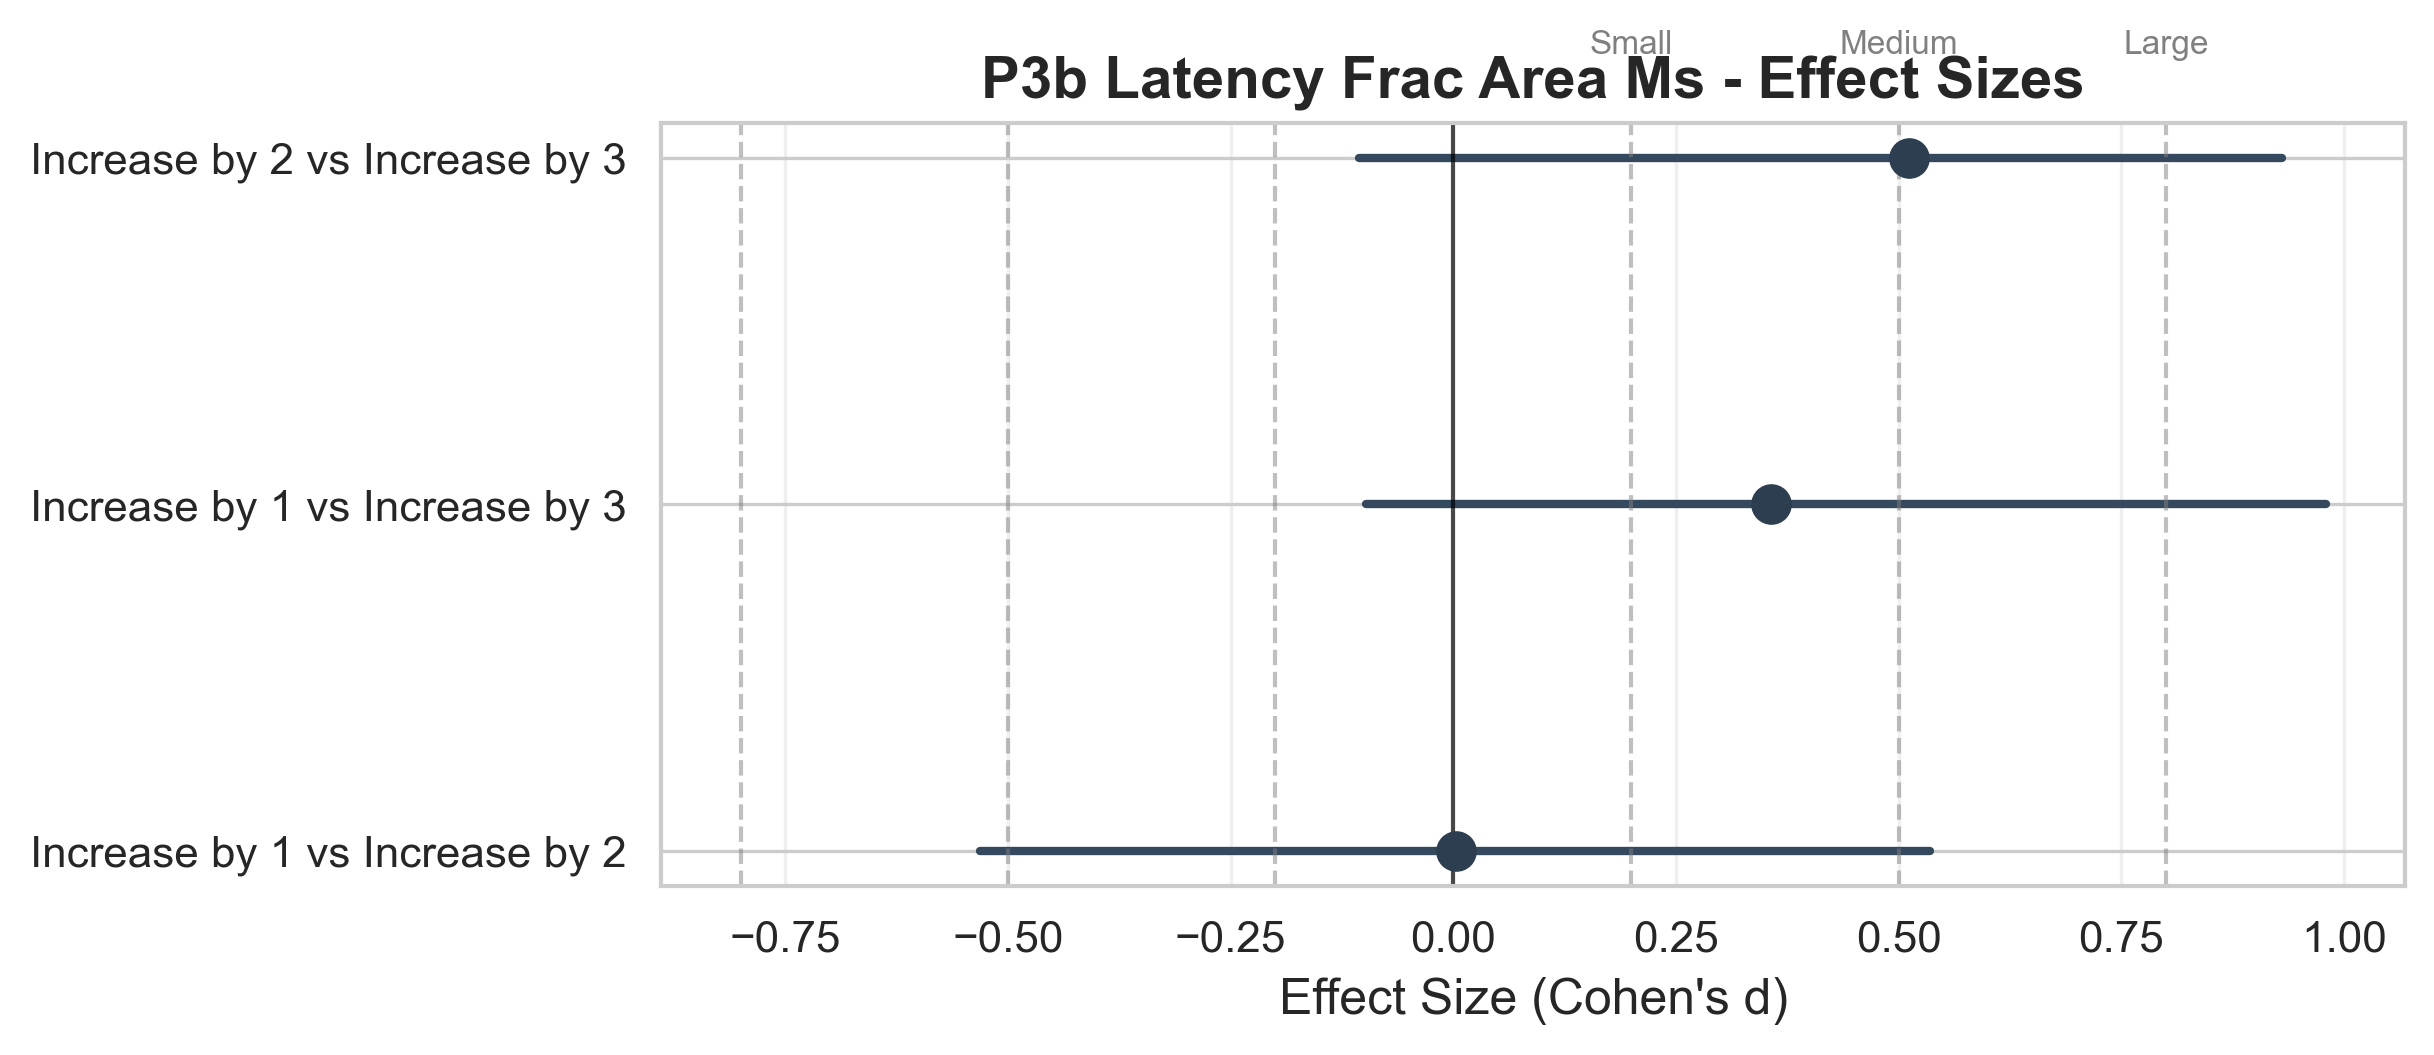 Small Medium Large
P3b Latency Frac Area Ms - Effect Sizes
Increase by 2 vs Increase by 3
Increase by 1 vs Increase by 3
Increase by 1 vs Increase by 2
−0.75 −0.50 −0.25 0.00 0.25 0.50 0.75 1.00
Effect Size (Cohen's d)